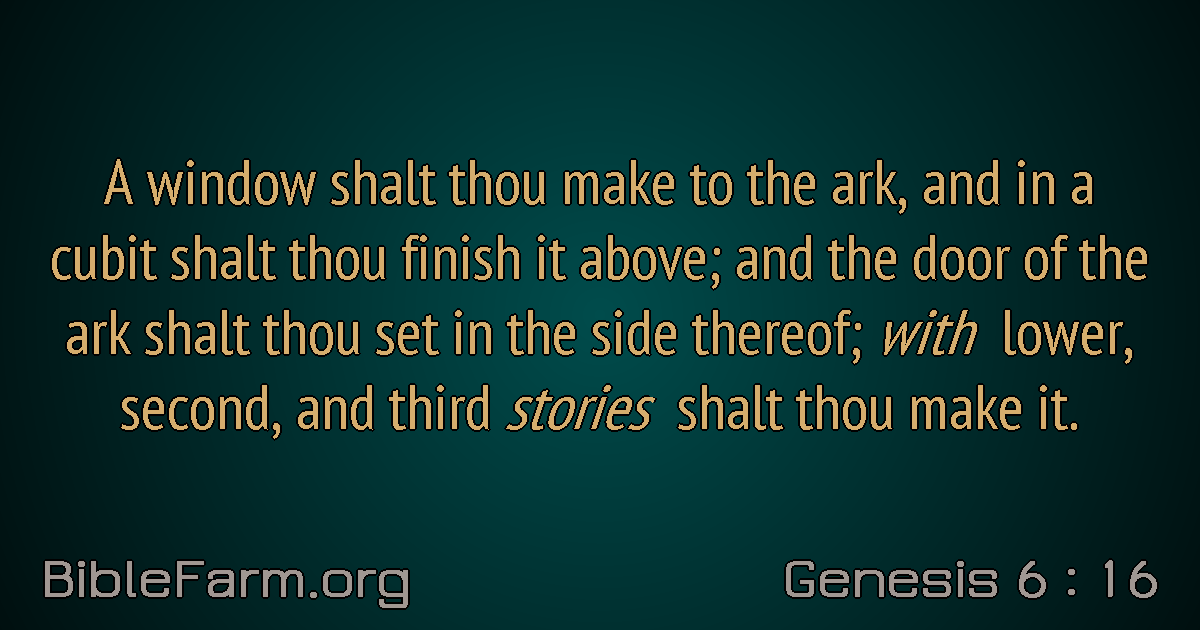 A window shalt thou make to the ark, and in a
cubit shalt thou finish it above; and the door of the
ark shalt thou set in the side thereof; with lower,
second, and third stories shalt thou make it.
BibleFarm.org
Genesis 6 : 16